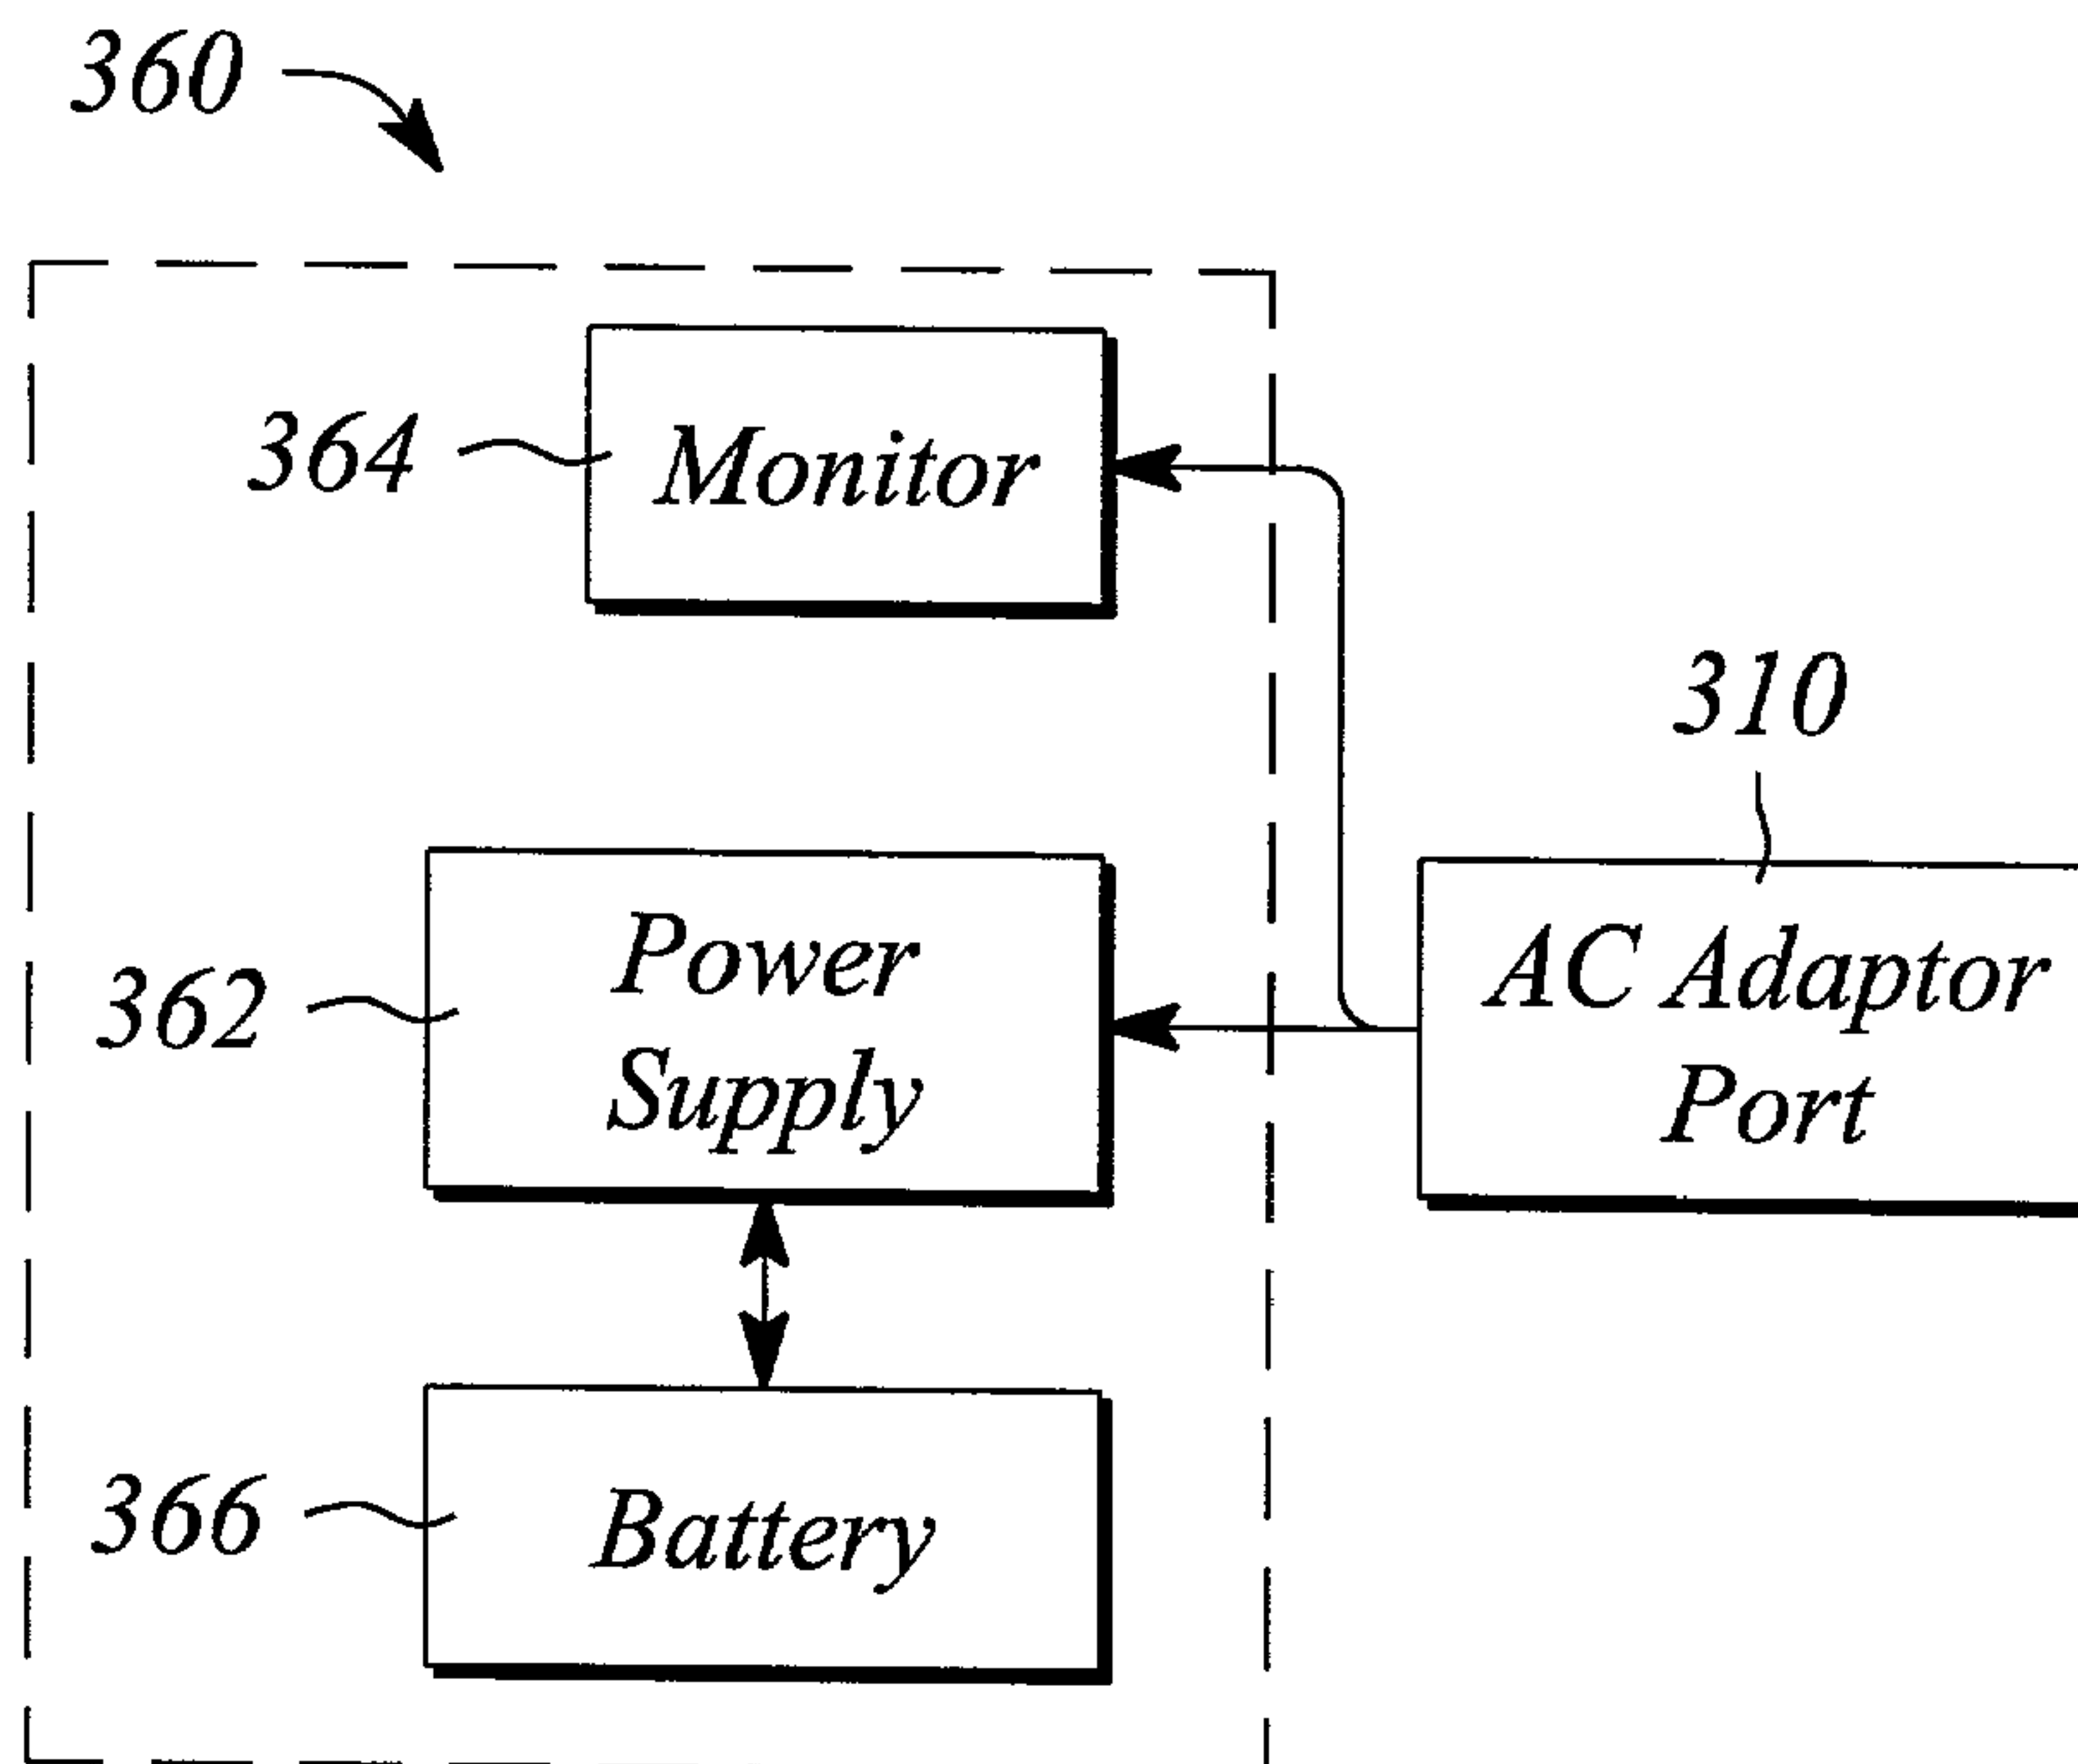 360
364
Monitor
310
362
Power
Supply
AC Adaptor
Port
366
Battery